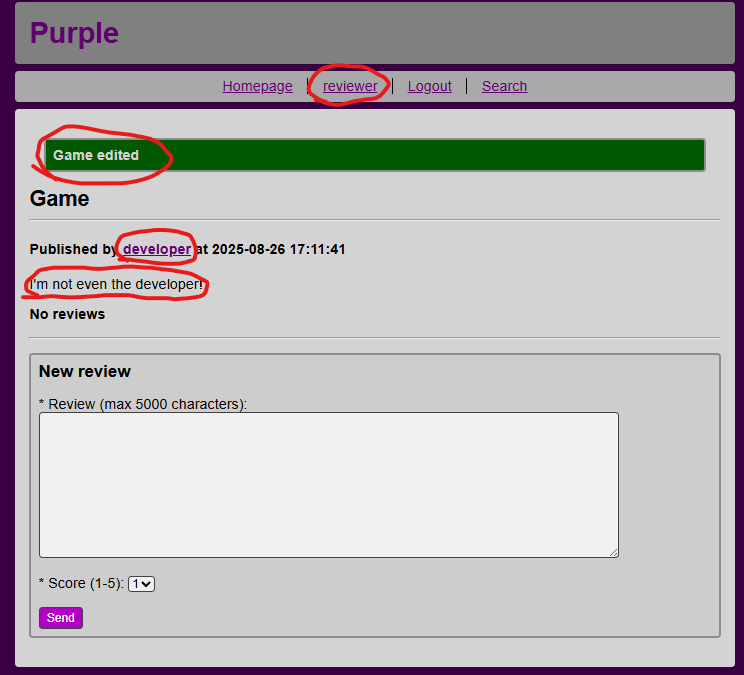 Purple
Homepage | reviewer | Logout | Search
Game edited
Game
Published by developer at 2025-08-26 17:11:41
I'm not even the developer!
No reviews
New review
* Review (max 5000 characters):
* Score (1-5): 1
Send